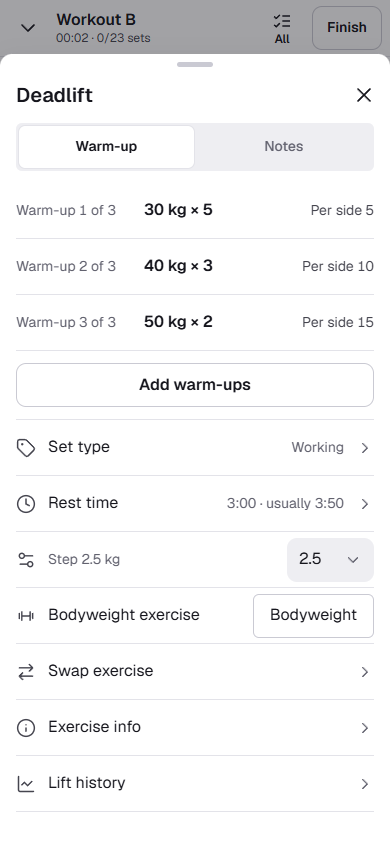 Workout B
00:02 · 0/23 sets
All
Finish
Deadlift
Warm-up
Notes
Warm-up 1 of 3 30 kg × 5 Per side 5
Warm-up 2 of 3 40 kg × 3 Per side 10
Warm-up 3 of 3 50 kg × 2 Per side 15
Add warm-ups
Set type Working
Rest time 3:00 · usually 3:50
Step 2.5 kg 2.5
Bodyweight exercise Bodyweight
Swap exercise
Exercise info
Lift history